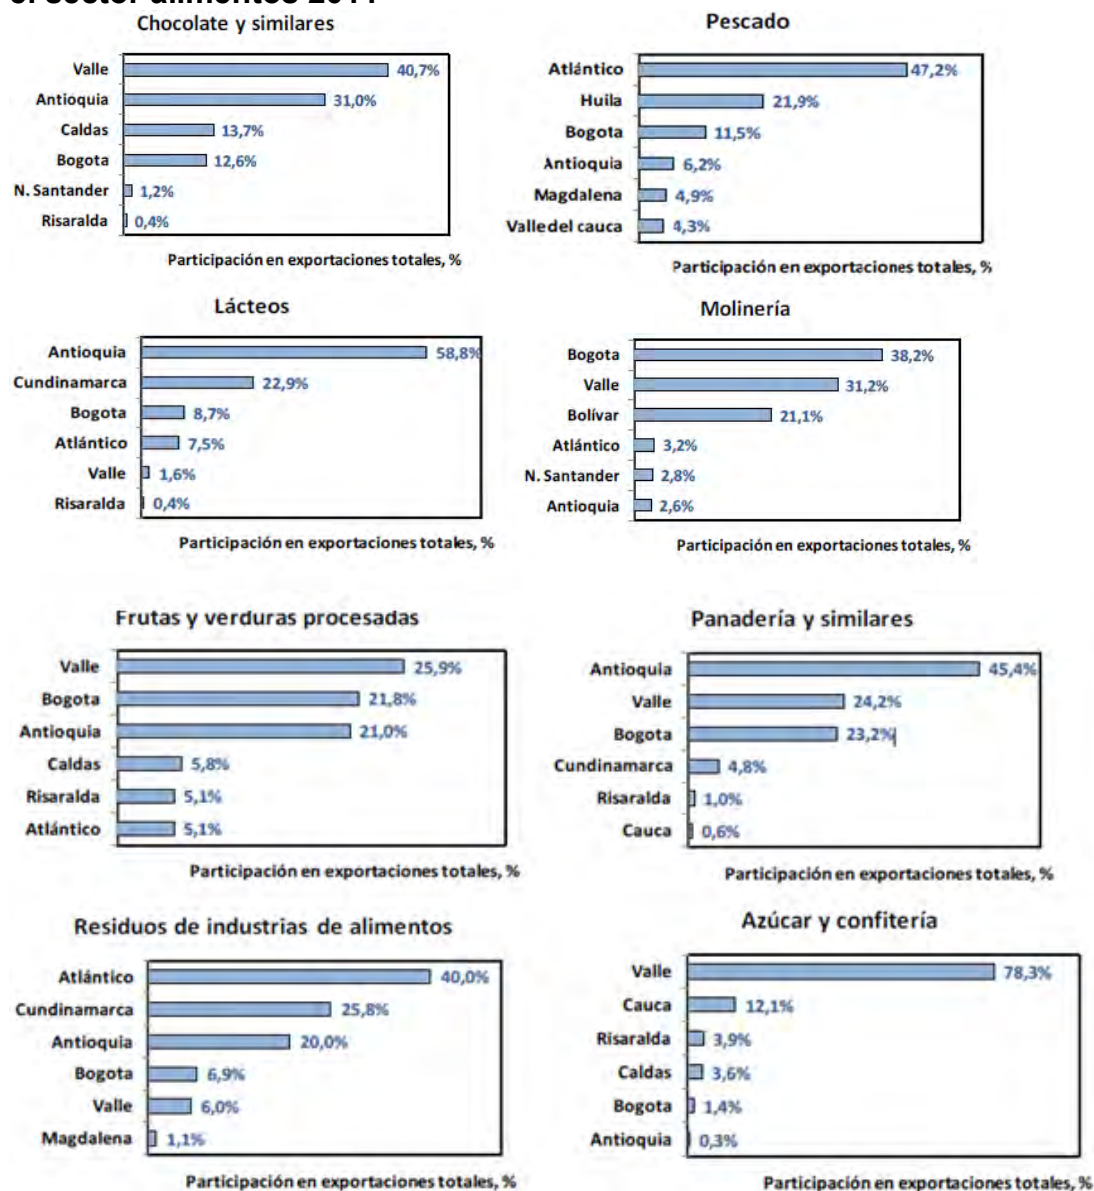 el sector alimentos 2011
Chocolate y similares
Valle 40,7%
Antioquia 31,0%
Caldas 13,7%
Bogota 12,6%
N. Santander 1,2%
Risaralda 0,4%
Participación en exportaciones totales, %
Pescado
Atlántico 47,2%
Huila 21,9%
Bogota 11,5%
Antioquia 6,2%
Magdalena 4,9%
Valle del cauca 4,3%
Participación en exportaciones totales, %
Lácteos
Antioquia 58,8%
Cundinamarca 22,9%
Bogota 8,7%
Atlántico 7,5%
Valle 1,6%
Risaralda 0,4%
Participación en exportaciones totales, %
Molinería
Bogota 38,2%
Valle 31,2%
Bolívar 21,1%
Atlántico 3,2%
N. Santander 2,8%
Antioquia 2,6%
Participación en exportaciones totales, %
Frutas y verduras procesadas
Valle 25,9%
Bogota 21,8%
Antioquia 21,0%
Caldas 5,8%
Risaralda 5,1%
Atlántico 5,1%
Participación en exportaciones totales, %
Panadería y similares
Antioquia 45,4%
Valle 24,2%
Bogota 23,2%
Cundinamarca 4,8%
Risaralda 1,0%
Cauca 0,6%
Participación en exportaciones totales, %
Residuos de industrias de alimentos
Atlántico 40,0%
Cundinamarca 25,8%
Antioquia 20,0%
Bogota 6,9%
Valle 6,0%
Magdalena 1,1%
Participación en exportaciones totales, %
Azúcar y confitería
Valle 78,3%
Cauca 12,1%
Risaralda 3,9%
Caldas 3,6%
Bogota 1,4%
Antioquia 0,3%
Participación en exportaciones totales, %